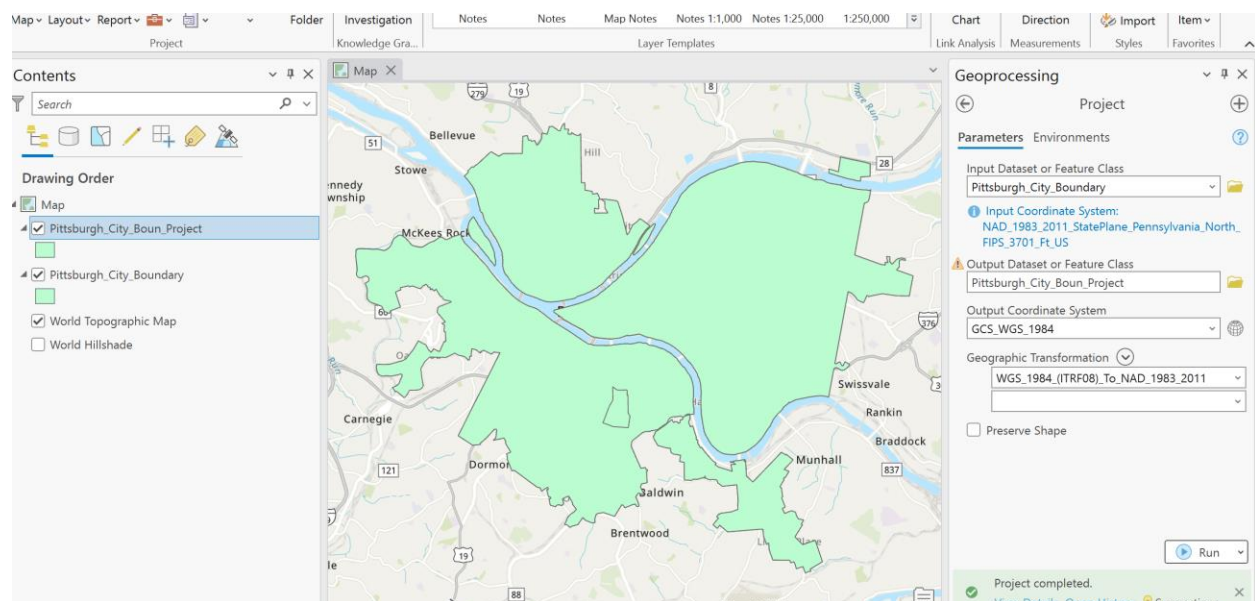 Map Layout Report Folder
Project
Investigation
Knowledge Gra...
Notes Notes Map Notes Notes 1:1,000 Notes 1:25,000 1:250,000
Layer Templates
Chart
Link Analysis
Direction
Measurements
Import
Styles
Item
Favorites
Contents
Search
Drawing Order
Map
Pittsburgh_City_Boun_Project
Pittsburgh_City_Boundary
World Topographic Map
World Hillshade
Map
279
19
8
Bellevue
51
Hill
28
Stowe
nnedy
wnship
McKees Rock
60
376
Run
Swissvale
Carnegie
Rankin
Braddock
121
Dormon
Munhall
837
Baldwin
Brentwood
19
88
Geoprocessing
Project
Parameters Environments
Input Dataset or Feature Class
Pittsburgh_City_Boundary
Input Coordinate System:
NAD_1983_2011_StatePlane_Pennsylvania_North_
FIPS_3701_Ft_US
Output Dataset or Feature Class
Pittsburgh_City_Boun_Project
Output Coordinate System
GCS_WGS_1984
Geographic Transformation
WGS_1984_(ITRF08)_To_NAD_1983_2011
Preserve Shape
Run
Project completed.